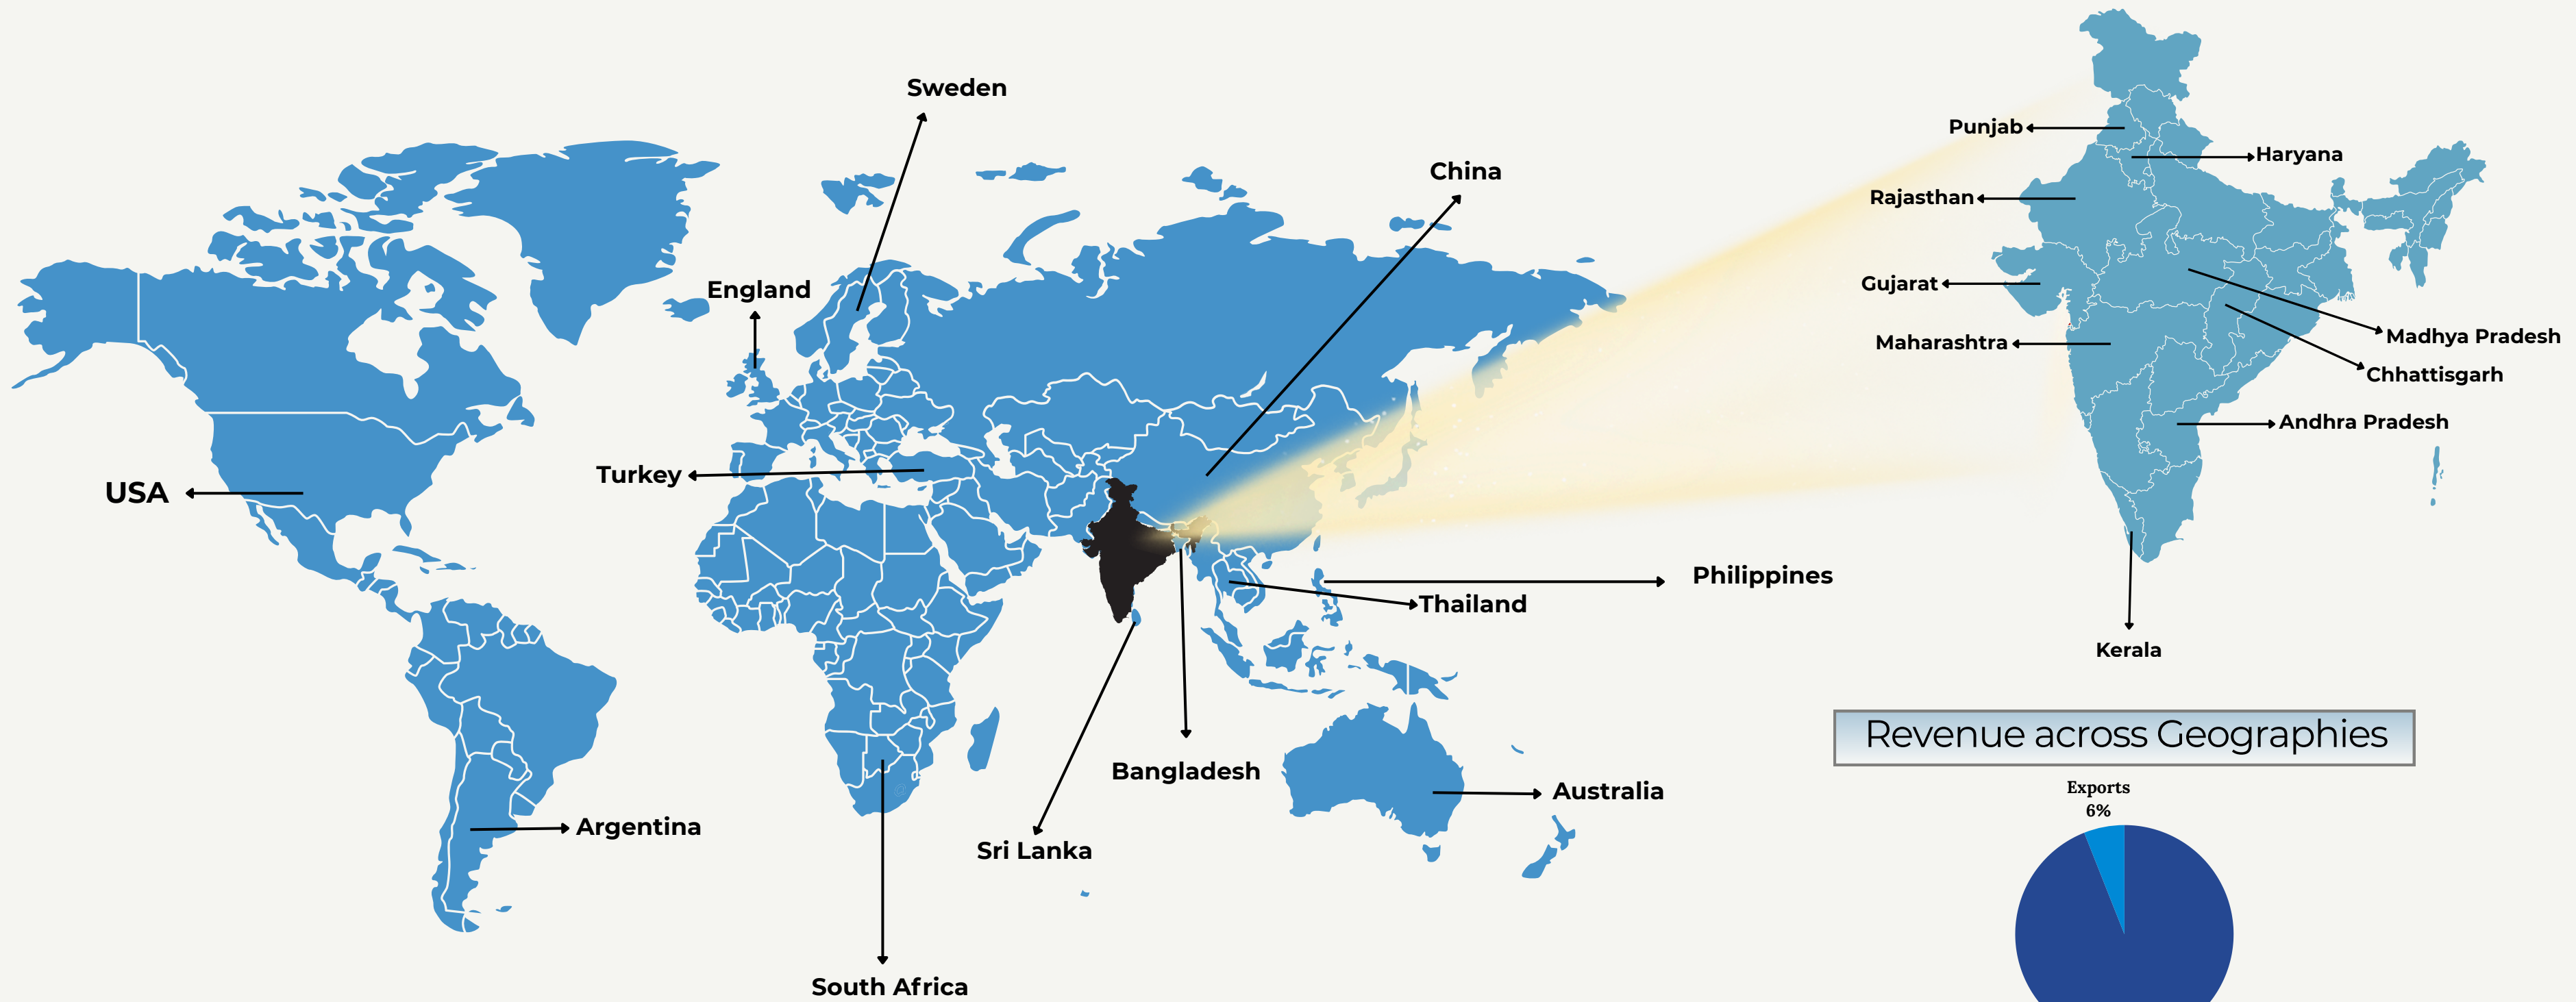 Sweden
China
England
Turkey
USA
Philippines
Thailand
Bangladesh
Australia
Argentina
Sri Lanka
South Africa
Punjab
Haryana
Rajasthan
Gujarat
Madhya Pradesh
Maharashtra
Chhattisgarh
Andhra Pradesh
Kerala
Revenue across Geographies
Exports
6%